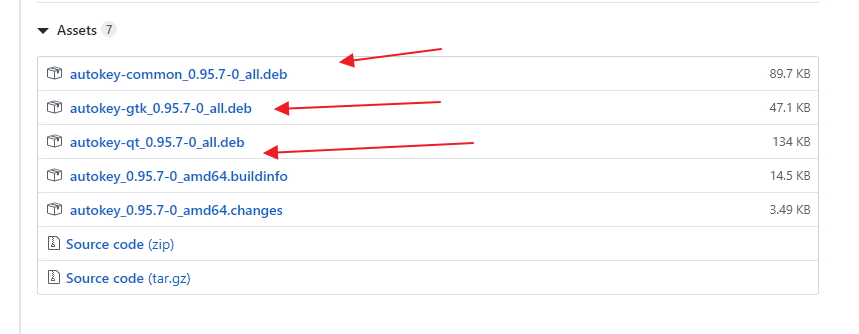 Assets 7
autokey-common_0.95.7-0_all.deb 89.7 KB
autokey-gtk_0.95.7-0_all.deb 47.1 KB
autokey-qt_0.95.7-0_all.deb 134 KB
autokey_0.95.7-0_amd64.buildinfo 14.5 KB
autokey_0.95.7-0_amd64.changes 3.49 KB
Source code (zip)
Source code (tar.gz)